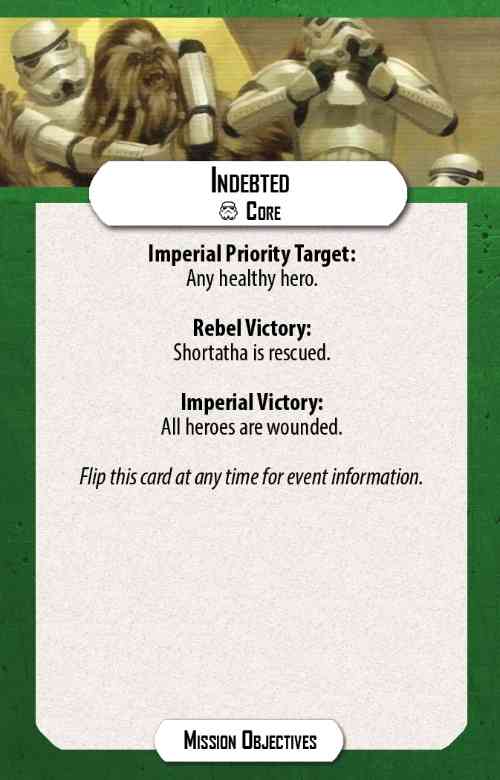 Indebted
Core
Imperial Priority Target:
Any healthy hero.
Rebel Victory:
Shortatha is rescued.
Imperial Victory:
All heroes are wounded.
Flip this card at any time for event information.
Mission Objectives